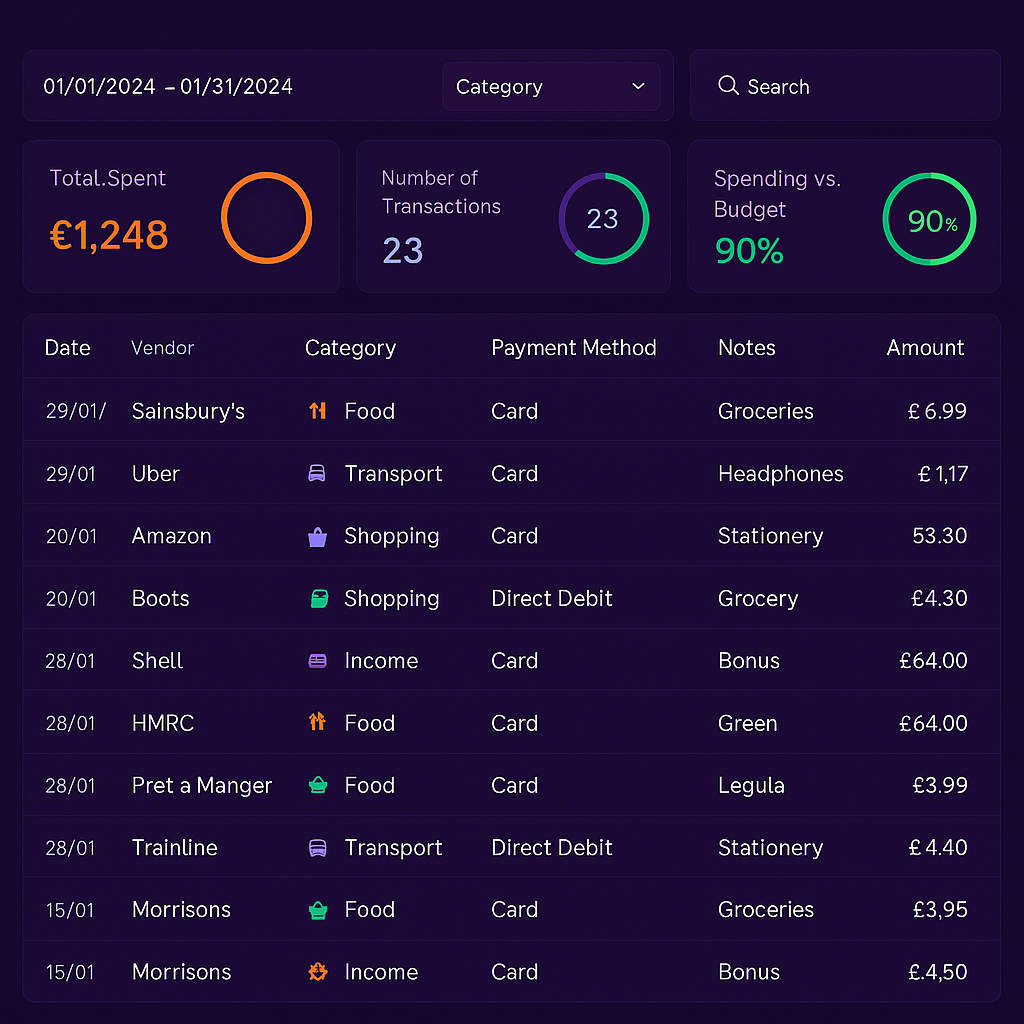 01/01/2024 – 01/31/2024 Category Search
Total.Spent
€1,248
Number of
Transactions
23
23
Spending vs.
Budget
90%
90%
Date Vendor Category Payment Method Notes Amount
29/01/ Sainsbury's Food Card Groceries £ 6.99
29/01 Uber Transport Card Headphones £ 1,17
20/01 Amazon Shopping Card Stationery 53.30
20/01 Boots Shopping Direct Debit Grocery £4.30
28/01 Shell Income Card Bonus £64.00
28/01 HMRC Food Card Green £64.00
28/01 Pret a Manger Food Card Legula £3.99
28/01 Trainline Transport Direct Debit Stationery £ 4.40
15/01 Morrisons Food Card Groceries £3,95
15/01 Morrisons Income Card Bonus £.4,50